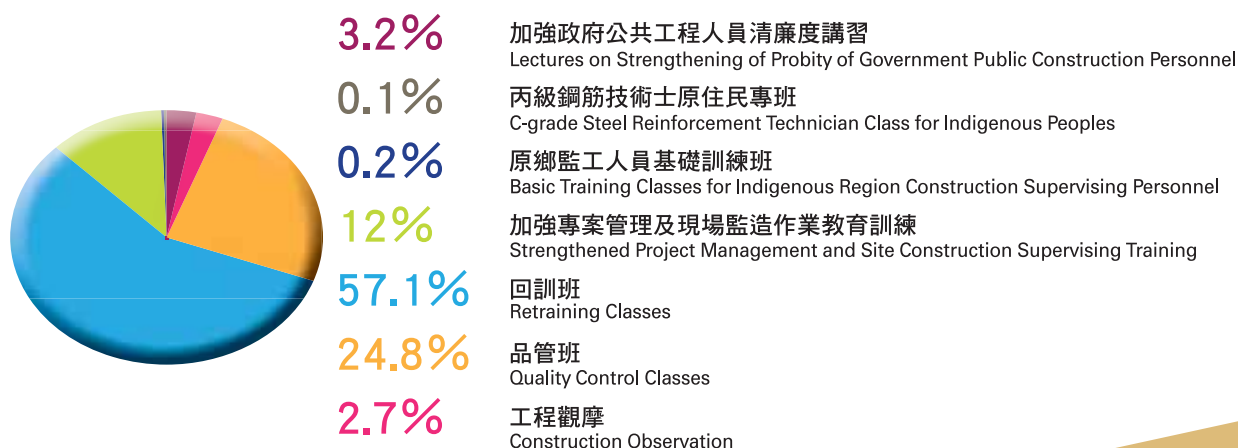 3.2%
加強政府公共工程人員清廉度講習
Lectures on Strengthening of Probity of Government Public Construction Personnel
0.1%
丙級鋼筋技術士原住民專班
C-grade Steel Reinforcement Technician Class for Indigenous Peoples
0.2%
原鄉監工人員基礎訓練班
Basic Training Classes for Indigenous Region Construction Supervising Personnel
12%
加強專案管理及現場監造作業教育訓練
Strengthened Project Management and Site Construction Supervising Training
57.1%
回訓班
Retraining Classes
24.8%
品管班
Quality Control Classes
2.7%
工程觀摩
Construction Observation